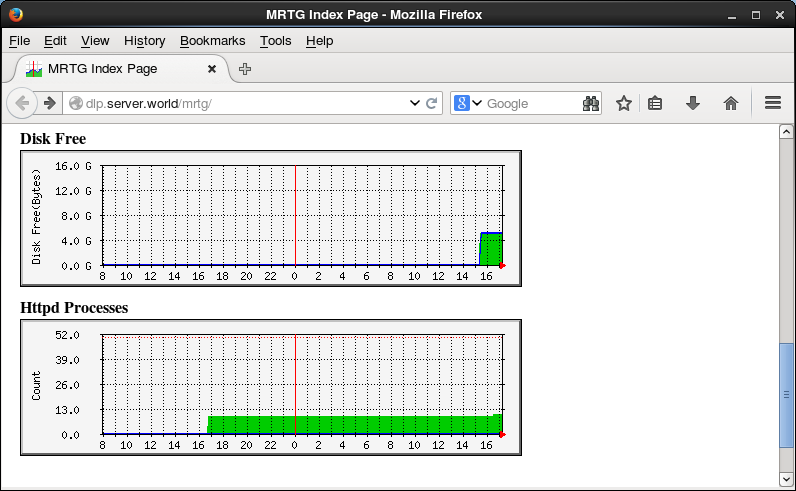 MRTG Index Page - Mozilla Firefox
File Edit View History Bookmarks Tools Help
MRTG Index Page
dlp.server.world/mrtg/
8 Google
Disk Free
Disk Free(Bytes)
16.0 G
12.0 G
8.0 G
4.0 G
0.0 G
8 10 12 14 16 18 20 22 0 2 4 6 8 10 12 14 16
Httpd Processes
Count
52.0
39.0
26.0
13.0
0.0
8 10 12 14 16 18 20 22 0 2 4 6 8 10 12 14 16